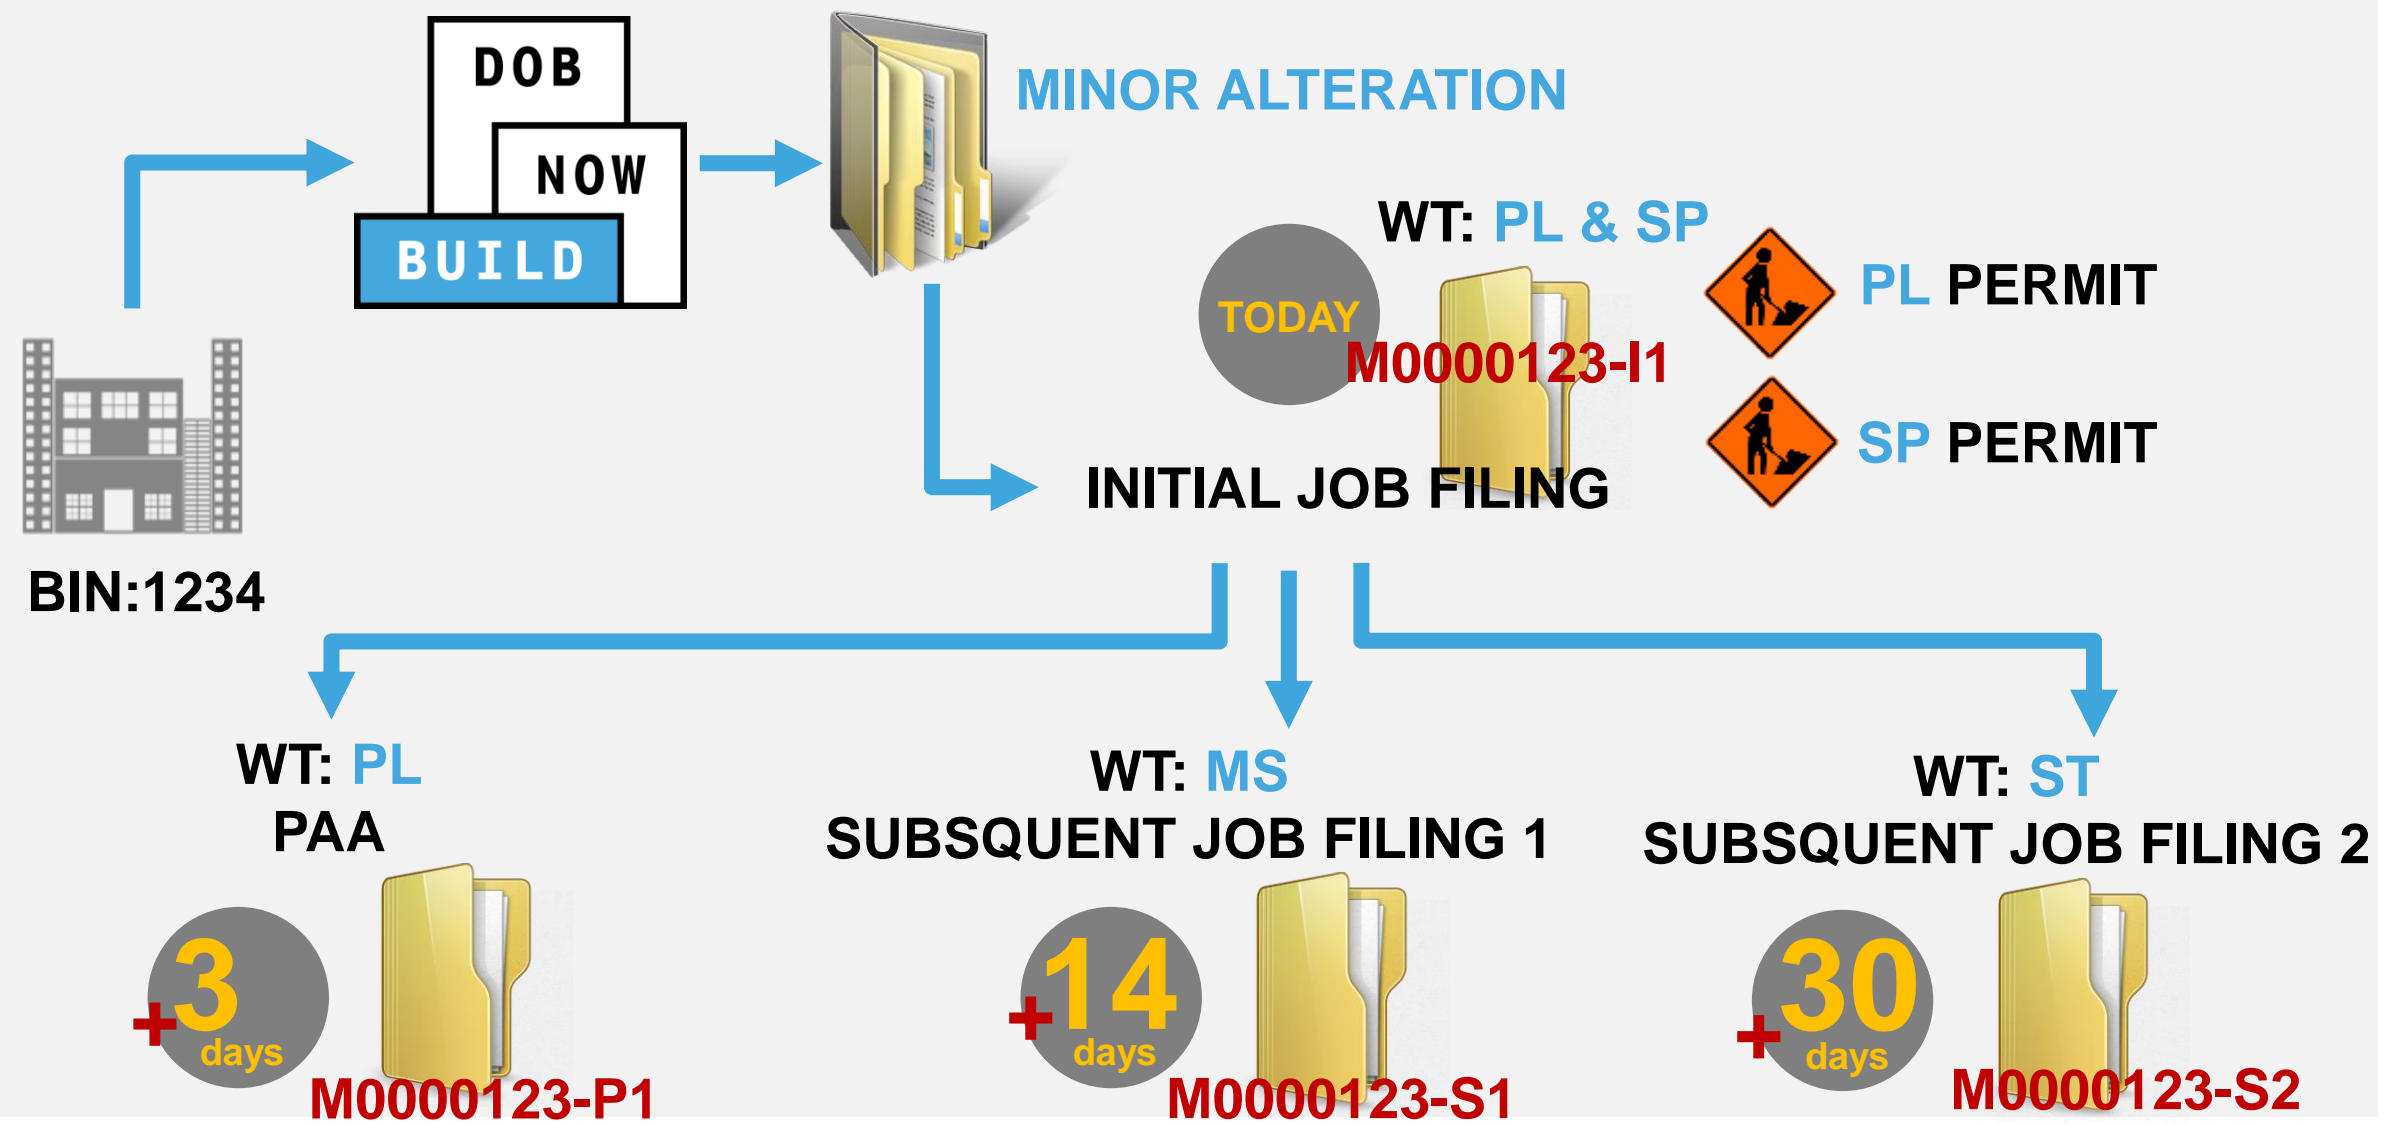 DOB
NOW
BUILD
MINOR ALTERATION
WT: PL & SP
TODAY
M0000123-I1
PL PERMIT
SP PERMIT
INITIAL JOB FILING
BIN:1234
WT: PL
PAA
+3
days
M0000123-P1
WT: MS
SUBSQUENT JOB FILING 1
+14
days
M0000123-S1
WT: ST
SUBSQUENT JOB FILING 2
+30
days
M0000123-S2